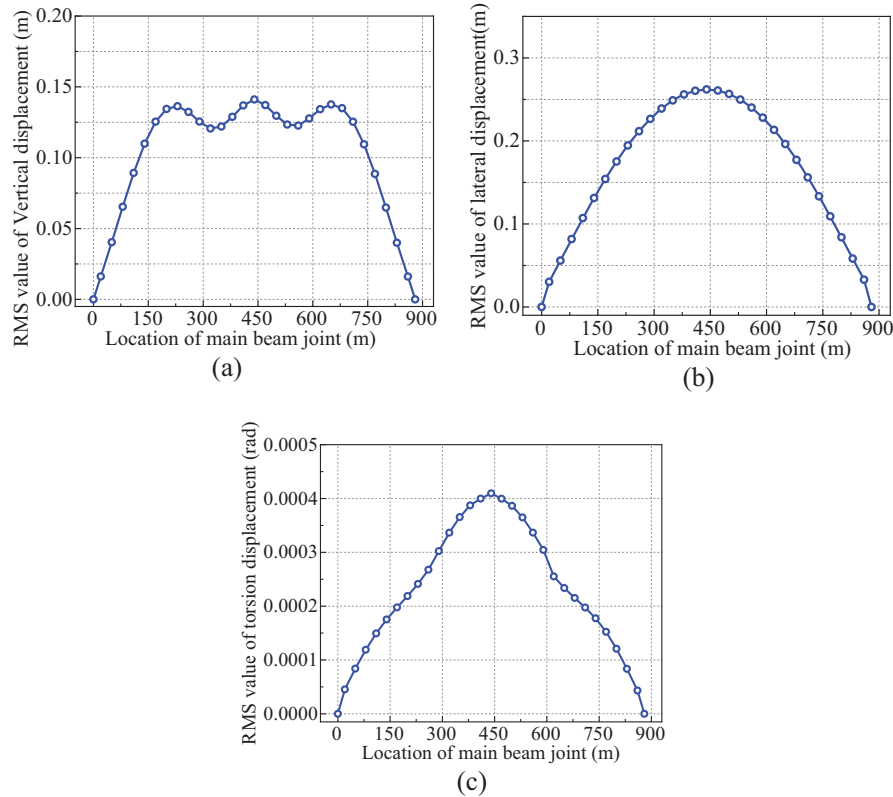 RMS value of Vertical displacement (m)
0.20
0.15
0.10
0.05
0.00
0 150 300 450 600 750 900
Location of main beam joint (m)
(a)
RMS value of lateral displacement(m)
0.3
0.2
0.1
0.0
0 150 300 450 600 750 900
Location of main beam joint (m)
(b)
RMS value of torsion displacement (rad)
0.0005
0.0004
0.0003
0.0002
0.0001
0.0000
0 150 300 450 600 750 900
Location of main beam joint (m)
(c)